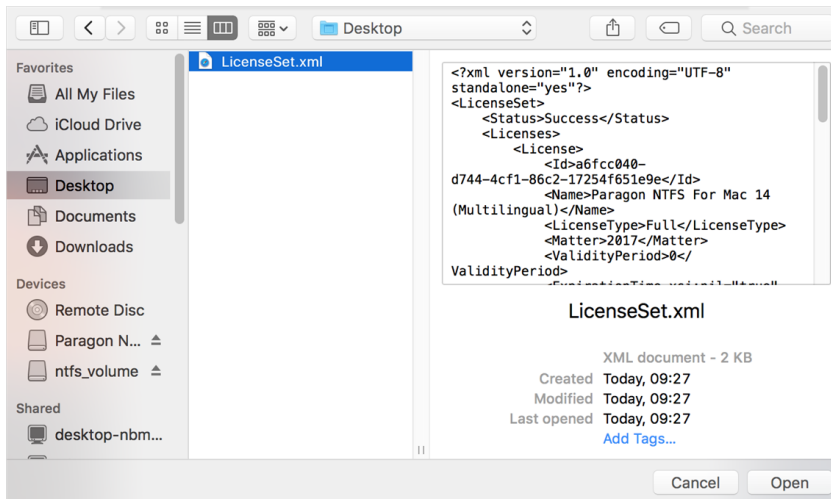 Desktop
Search
Favorites
All My Files
iCloud Drive
Applications
Desktop
Documents
Downloads
Devices
Remote Disc
Paragon N...
ntfs_volume
Shared
desktop-nbm...
LicenseSet.xml
<?xml version="1.0" encoding="UTF-8"
standalone="yes"?>
<LicenseSet>
<Status>Success</Status>
<Licenses>
<License>
<Id>a6fcc040-
d744-4cf1-86c2-17254f651e9e</Id>
<Name>Paragon NTFS For Mac 14
(Multilingual)</Name>
<LicenseType>Full</LicenseType>
<Matter>2017</Matter>
<ValidityPeriod>0</
ValidityPeriod>
LicenseSet.xml
XML document - 2 KB
Created Today, 09:27
Modified Today, 09:27
Last opened Today, 09:27
Add Tags...
Cancel
Open